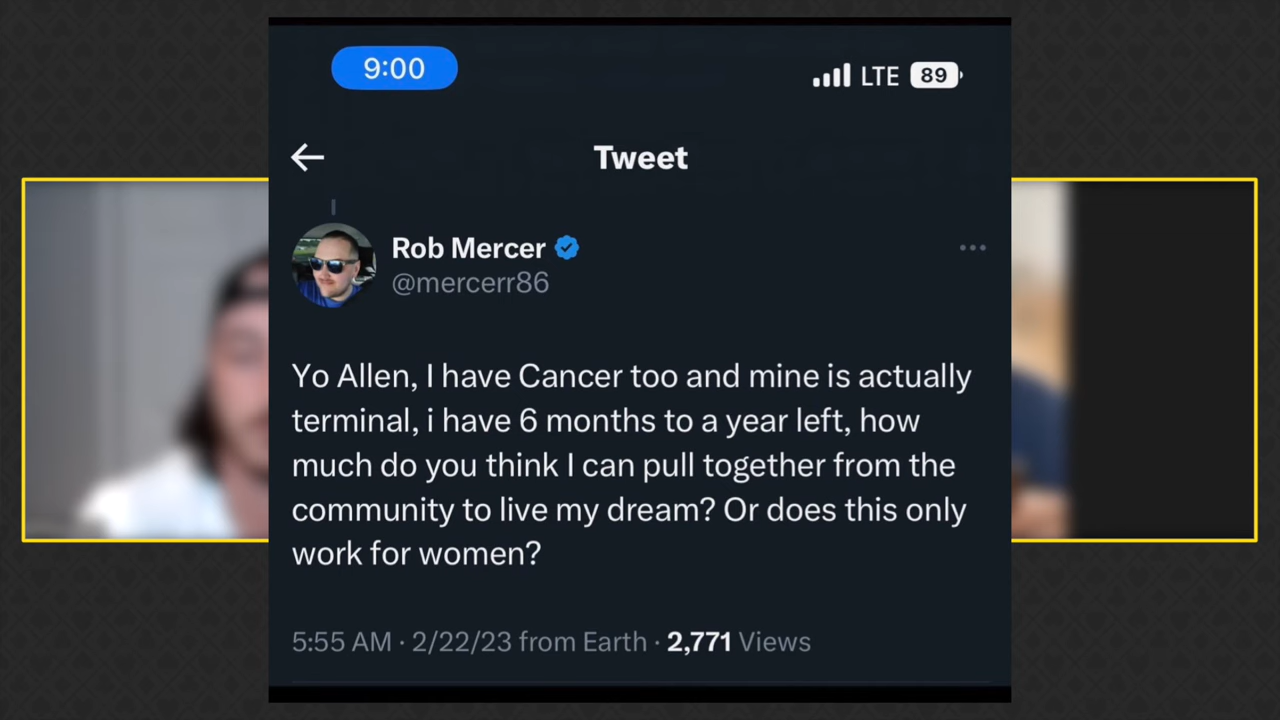 9:00
LTE 89
Tweet
Rob Mercer
@mercerr86
Yo Allen, I have Cancer too and mine is actually
terminal, i have 6 months to a year left, how
much do you think I can pull together from the
community to live my dream? Or does this only
work for women?
5:55 AM · 2/22/23 from Earth · 2,771 Views